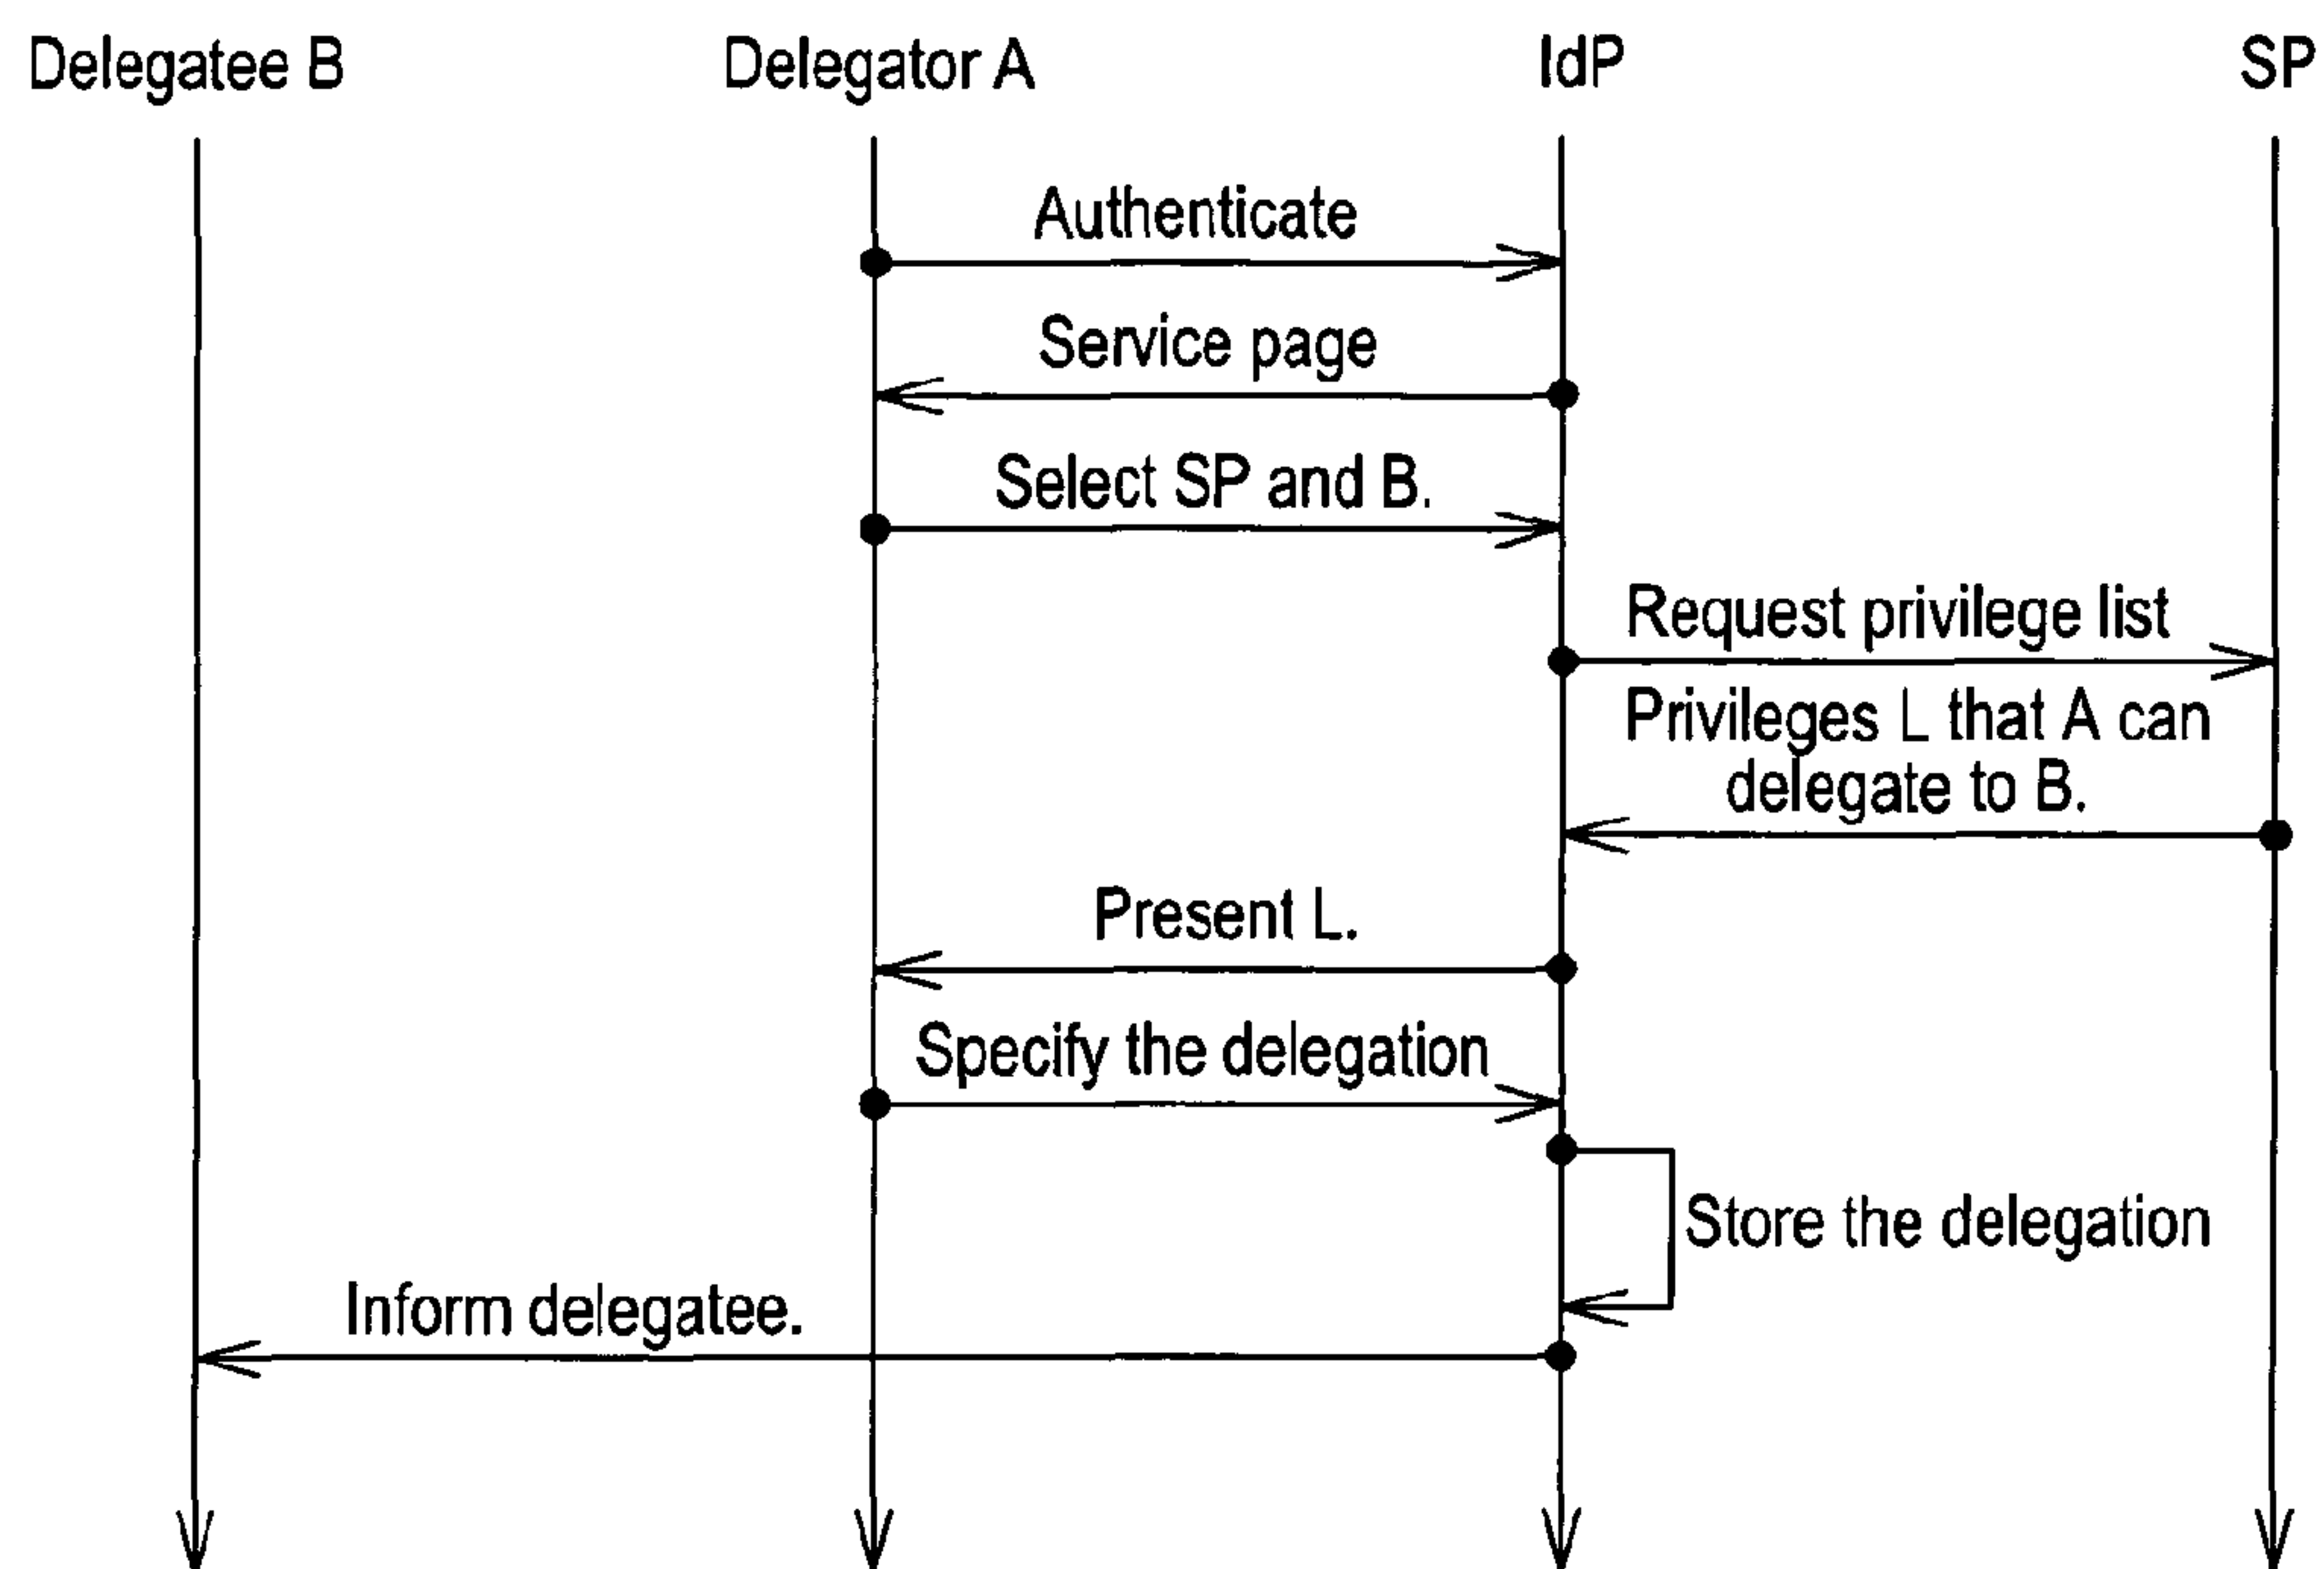 Delegatee B
Delegator A
IdP
SP
Authenticate
Service page
Select SP and B.
Request privilege list
Privileges L that A can
delegate to B.
Present L.
Specify the delegation
Store the delegation
Inform delegatee.